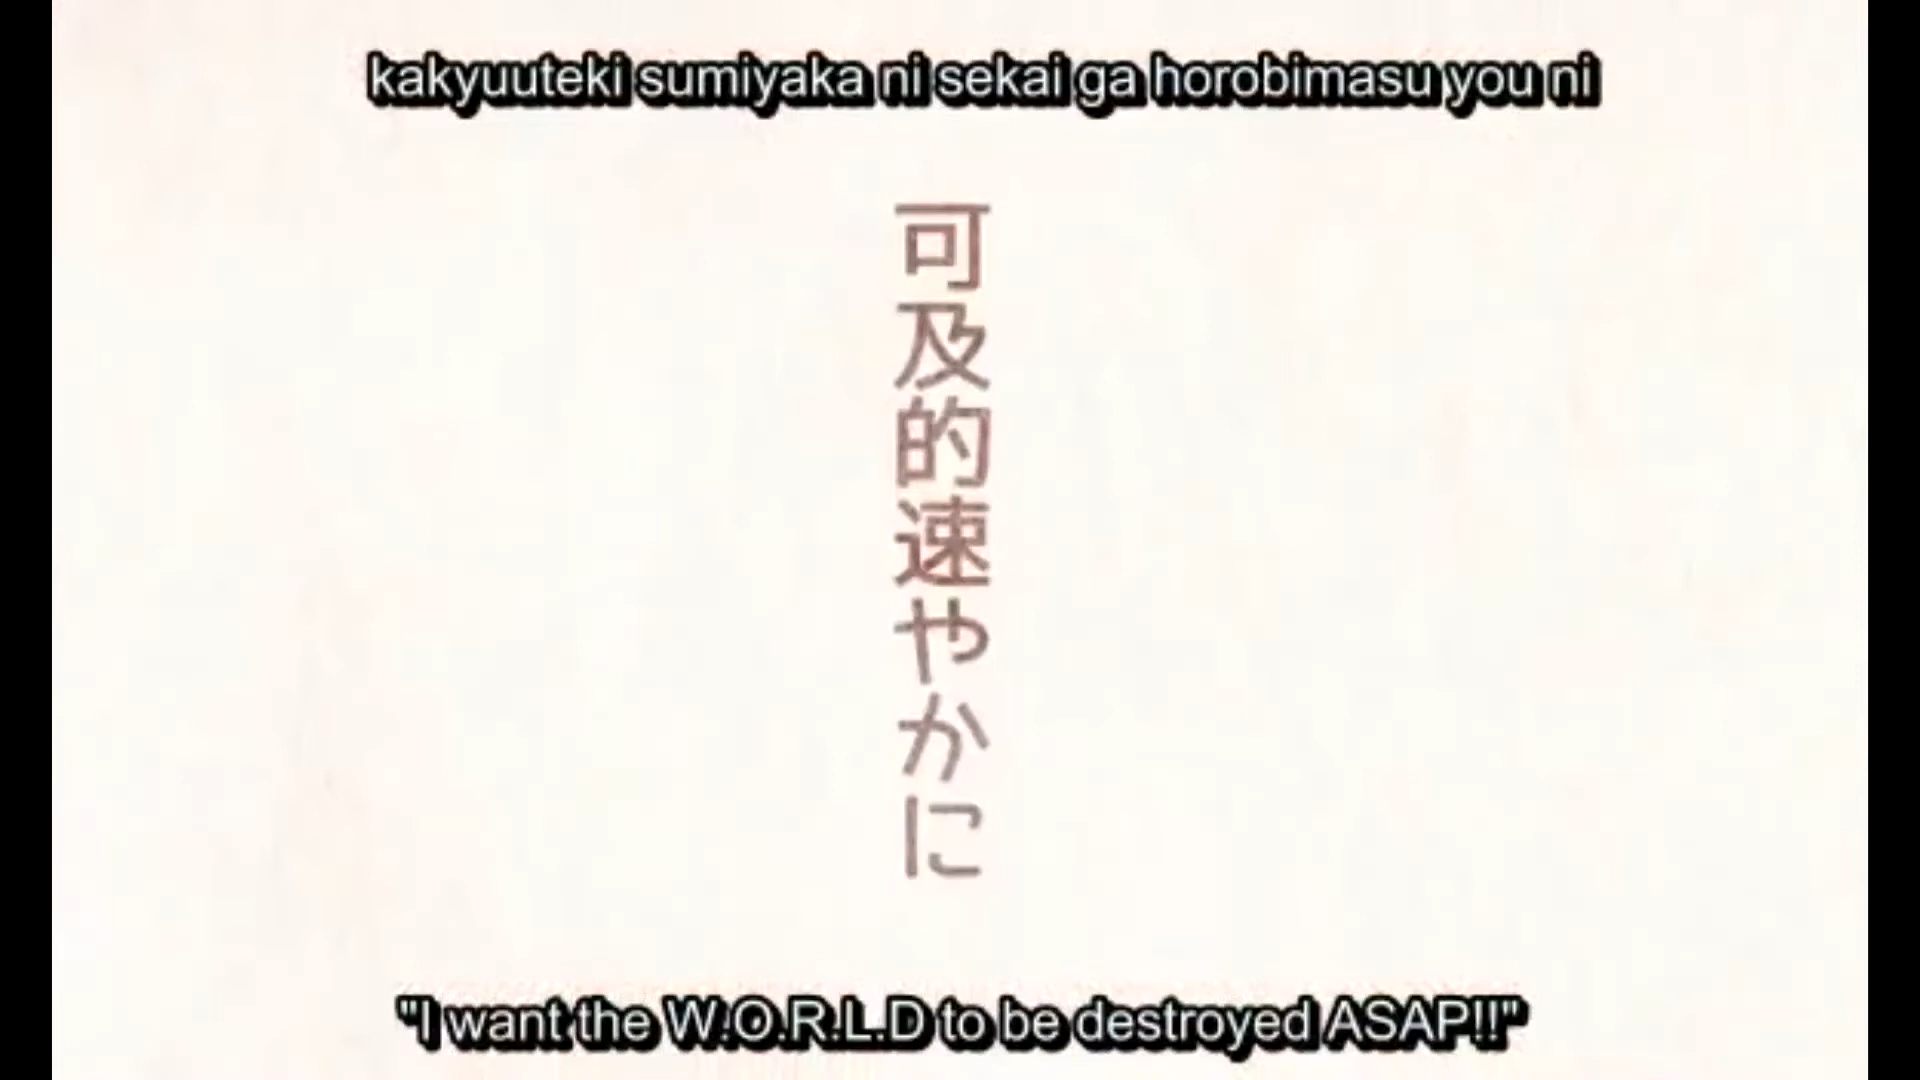 kakyuuteki sumiyaka ni sekai ga horobimasu you ni
可及的速やかに
"I want the W.O.R.L.D to be destroyed ASAP!!"